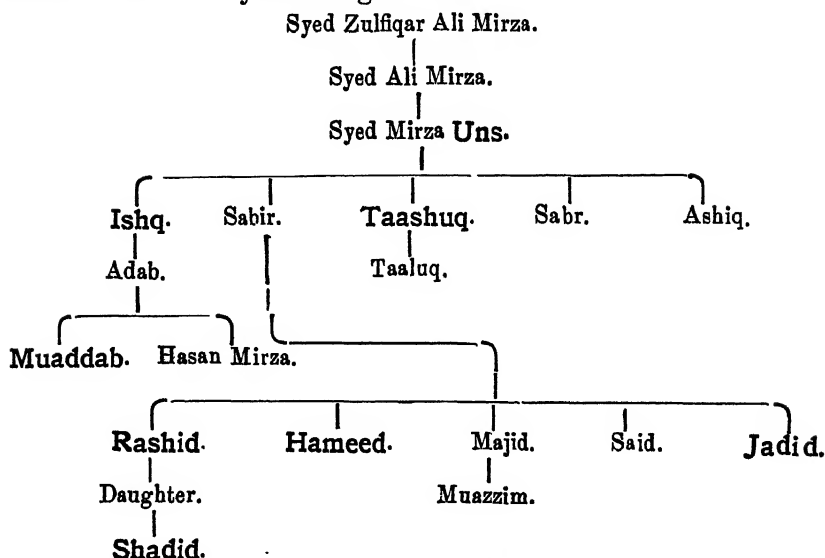 Syed Zulfiqar Ali Mirza.
Syed Ali Mirza.
Syed Mirza Uns.
Ishq. Sabir. Taashuq. Sabr. Ashiq.
Adab. Taaluq.
Muaddab. Hasan Mirza.
Rashid. Hameed. Majid. Said. Jadid.
Daughter. Muazzim.
Shadid.